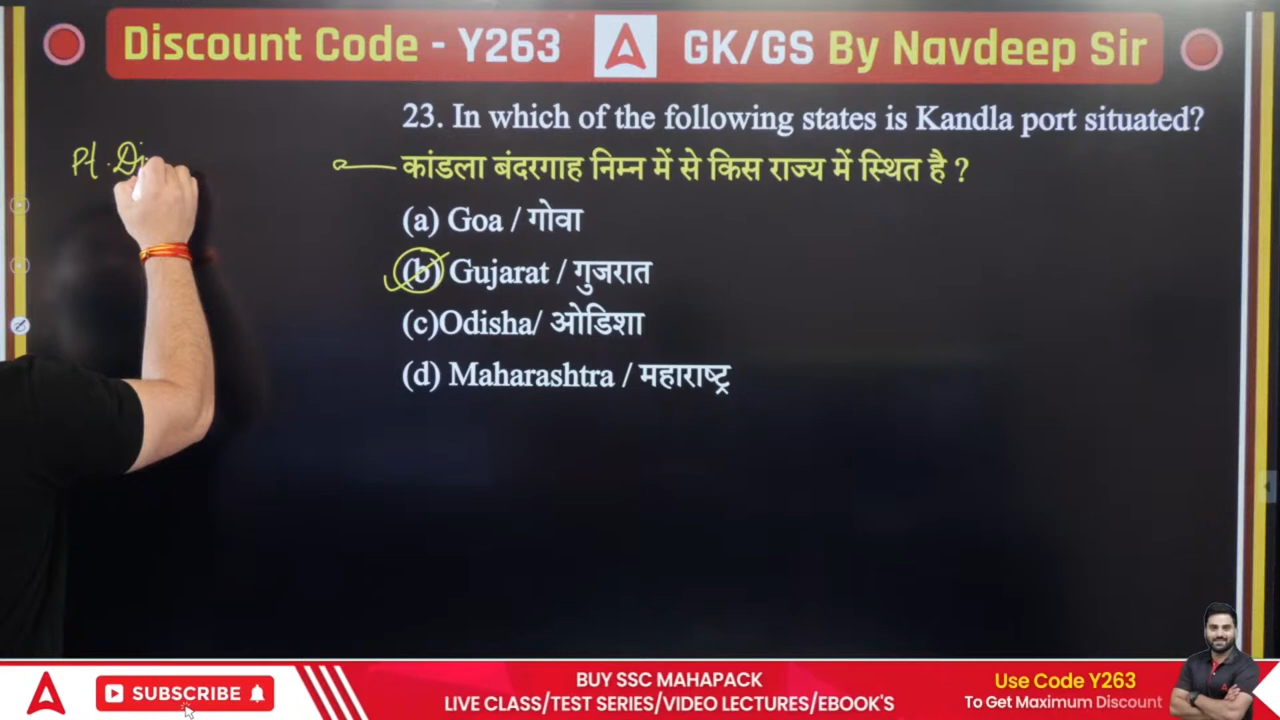 Discount Code - Y263 GK/GS By Navdeep Sir
23. In which of the following states is Kandla port situated?
Pt. Di
कांडला बंदरगाह निम्न में से किस राज्य में स्थित है ?
(a) Goa / गोवा
(b) Gujarat / गुजरात
(c)Odisha/ ओडिशा
(d) Maharashtra / महाराष्ट्र
SUBSCRIBE
BUY SSC MAHAPACK
LIVE CLASS/TEST SERIES/VIDEO LECTURES/EBOOK'S
Use Code Y263
To Get Maximum Discount